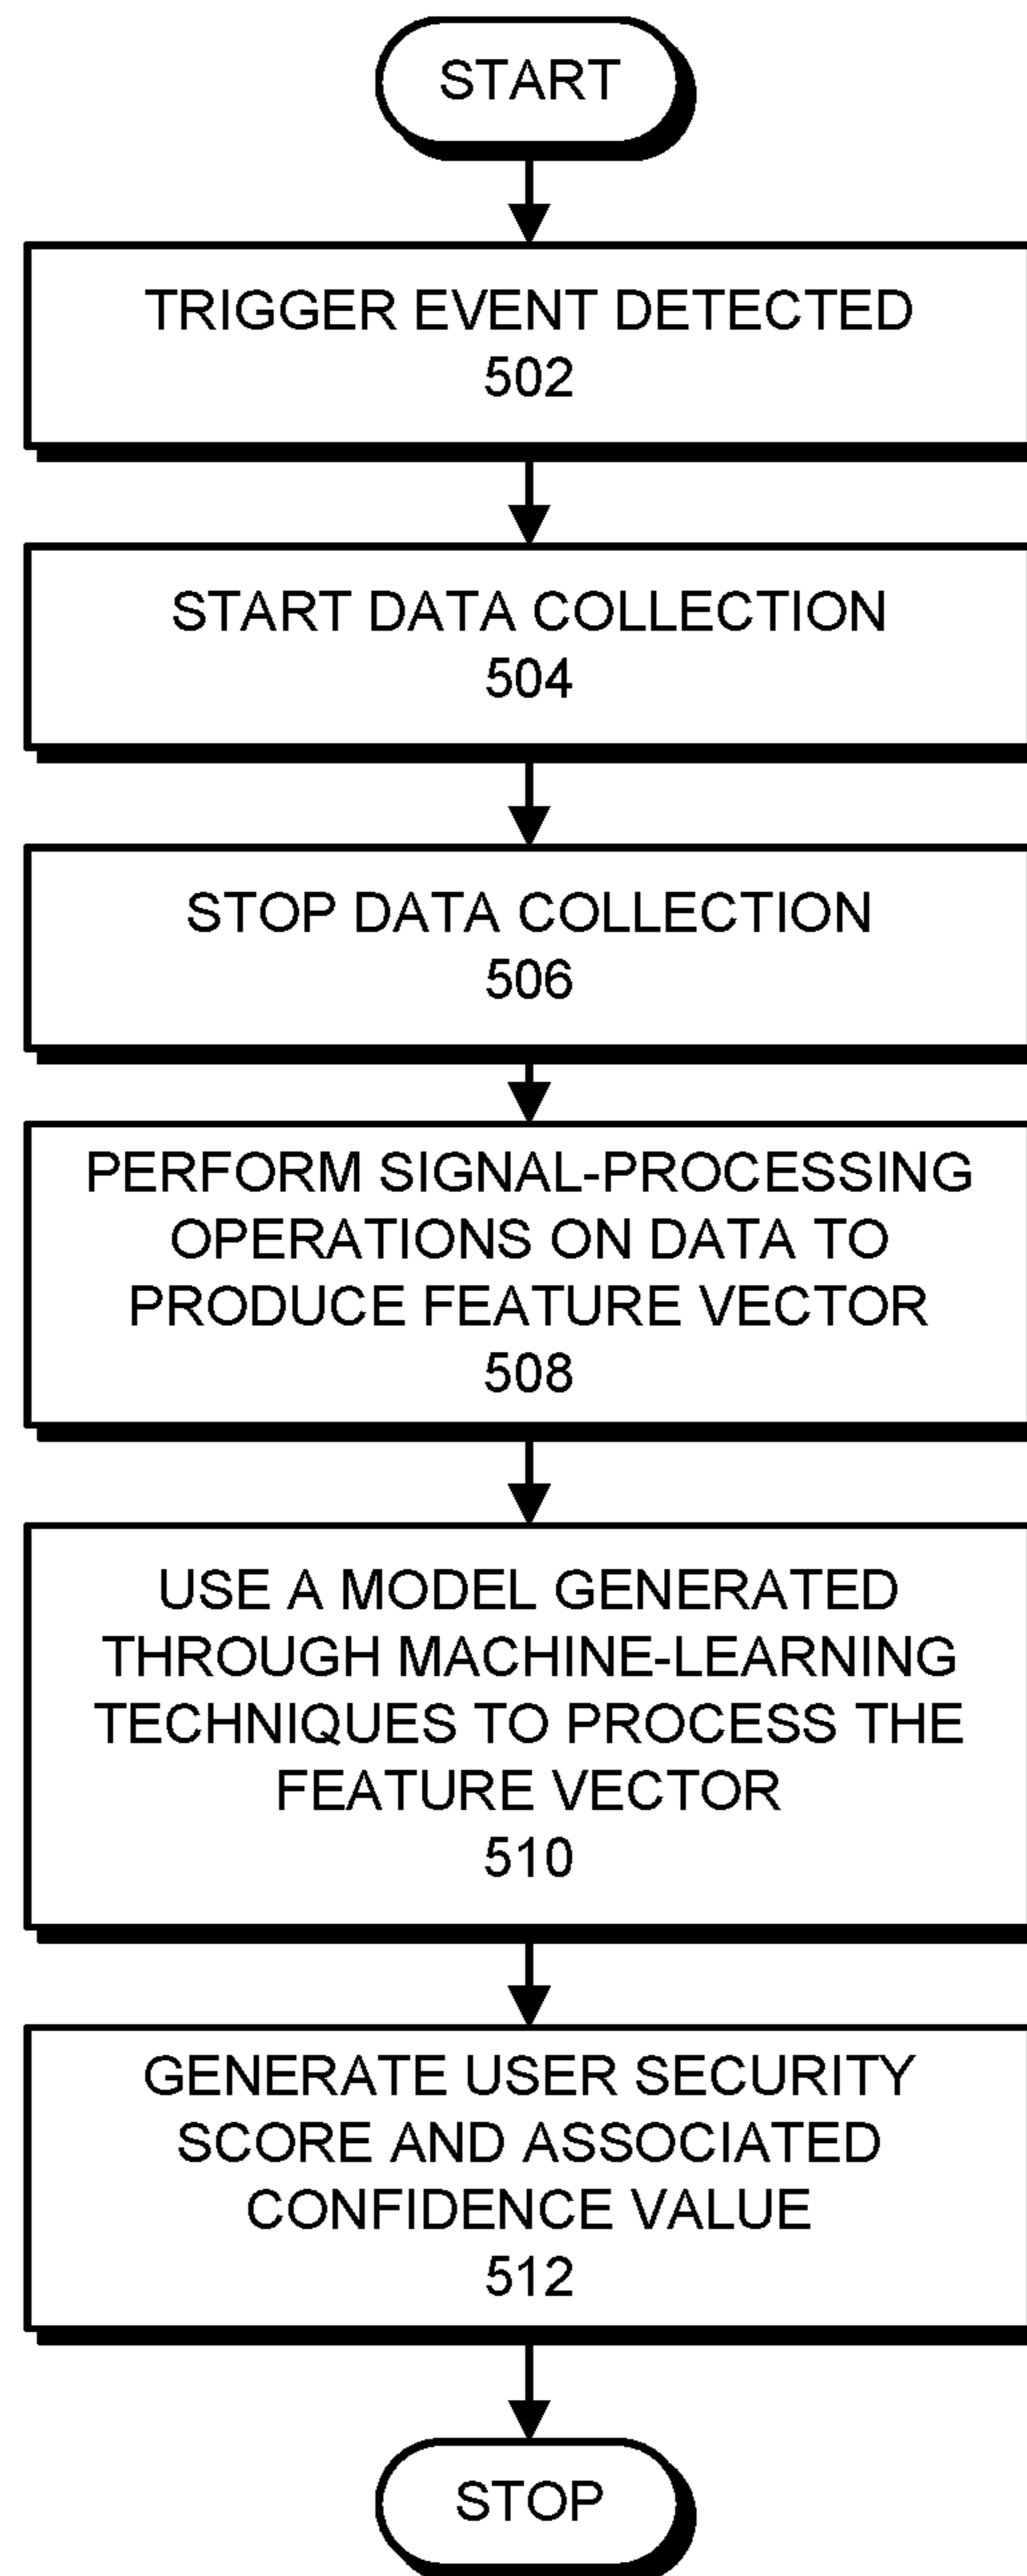 START
TRIGGER EVENT DETECTED
502
START DATA COLLECTION
504
STOP DATA COLLECTION
506
PERFORM SIGNAL-PROCESSING
OPERATIONS ON DATA TO
PRODUCE FEATURE VECTOR
508
USE A MODEL GENERATED
THROUGH MACHINE-LEARNING
TECHNIQUES TO PROCESS THE
FEATURE VECTOR
510
GENERATE USER SECURITY
SCORE AND ASSOCIATED
CONFIDENCE VALUE
512
STOP